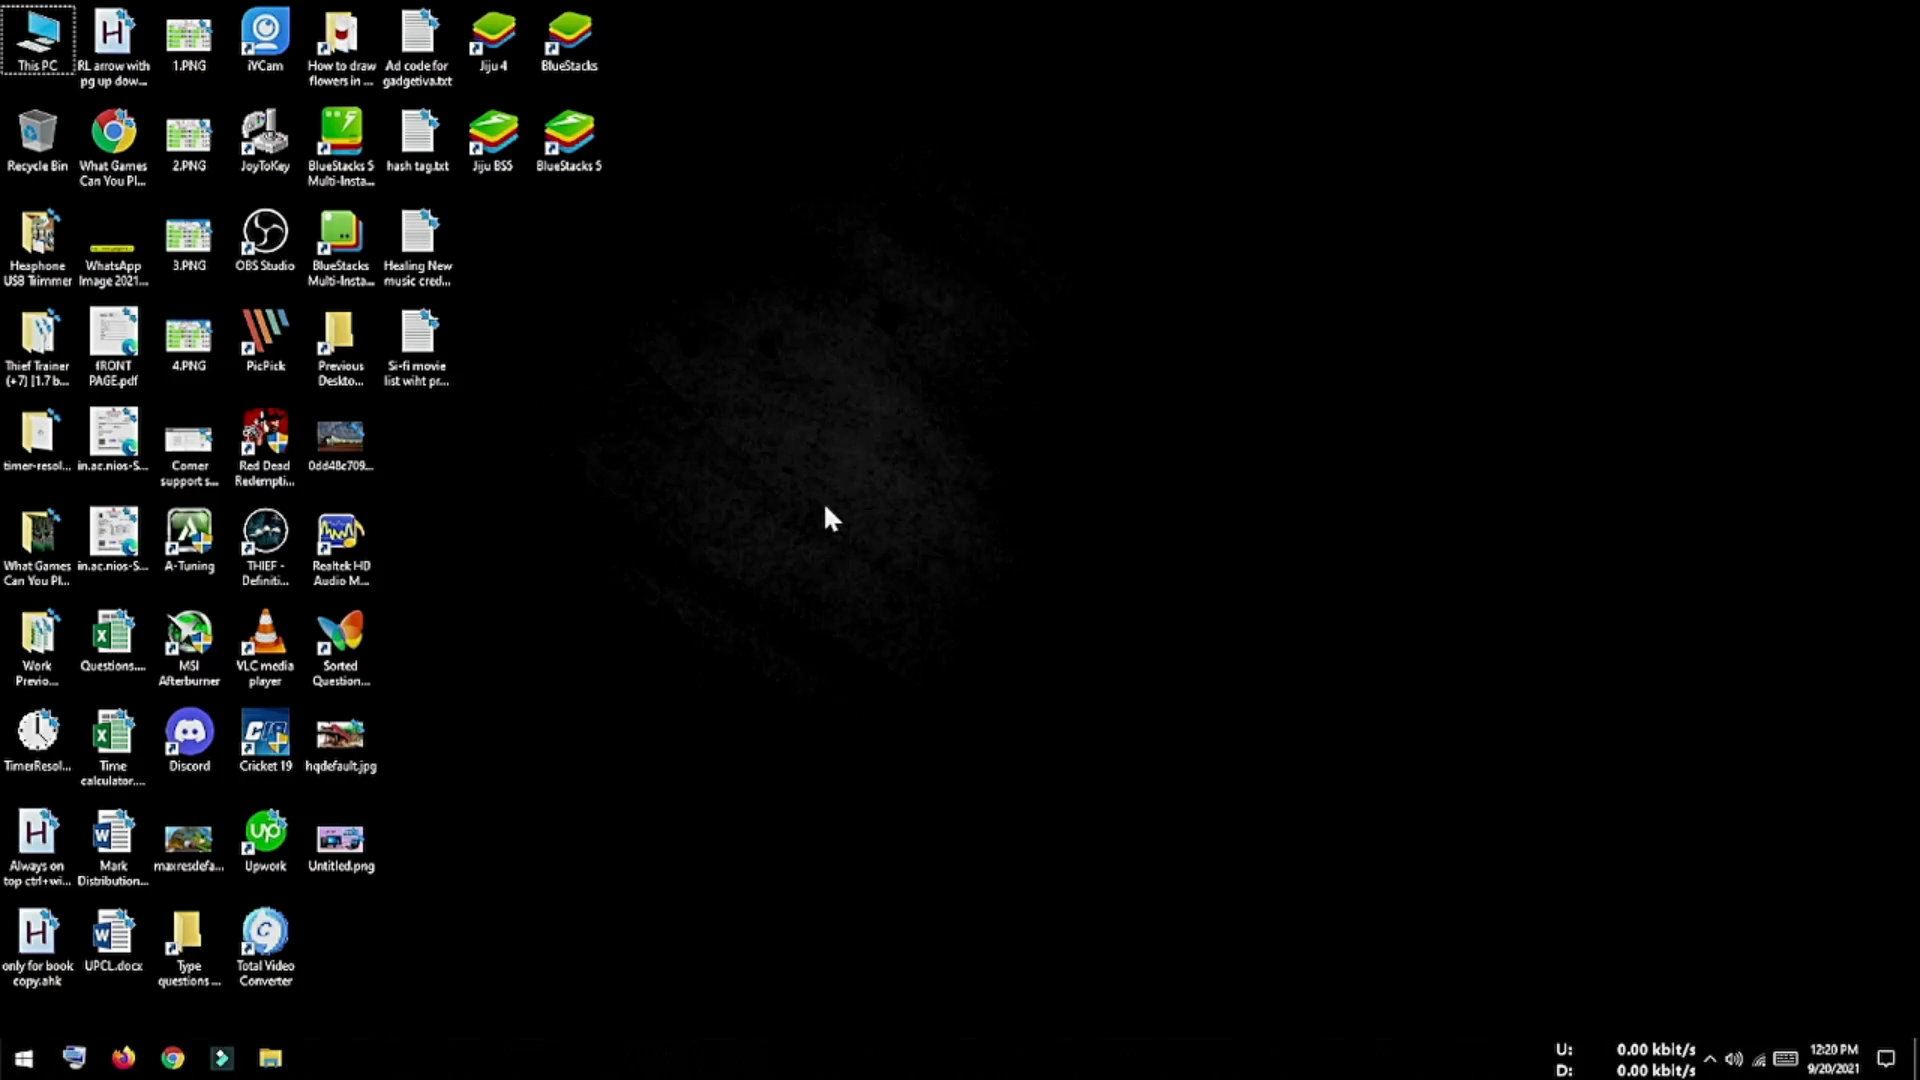 This PC
RL arrow with
pg up dow...
1.PNG
iVCam
How to draw
flowers in ...
Ad code for
gadgetiva.txt
Jiju 4
BlueStacks
Recycle Bin
What Games
Can You Pl...
2.PNG
JoyToKey
BlueStacks 5
Multi-Insta...
hash tag.txt
Jiju BS5
BlueStacks 5
Heaphone
USB Trimmer
WhatsApp
Image 2021...
3.PNG
OBS Studio
BlueStacks
Multi-Insta...
Healing New
music cred...
Thief Trainer
(+7) [1.7 b...
fRONT
PAGE.pdf
4.PNG
PicPick
Previous
Deskto...
Si-fi movie
list wiht pr...
timer-resol...
in.ac.nios-S...
Corner
support s...
Red Dead
Redempti...
0dd48c709...
What Games
Can You Pl...
in.ac.nios-S...
A-Tuning
THIEF -
Definiti...
Realtek HD
Audio M...
Work
Previo...
Questions....
MSI
Afterburner
VLC media
player
Sorted
Question...
TimerResol...
Time
calculator....
Discord
Cricket 19
hqdefault.jpg
Always on
top ctrl+wi...
Mark
Distribution...
maxresdefa...
Upwork
Untitled.png
only for book
copy.ahk
UPCL.docx
Type
questions ...
Total Video
Converter
U: 0.00 kbit/s
D: 0.00 kbit/s
12:20 PM
9/20/2021